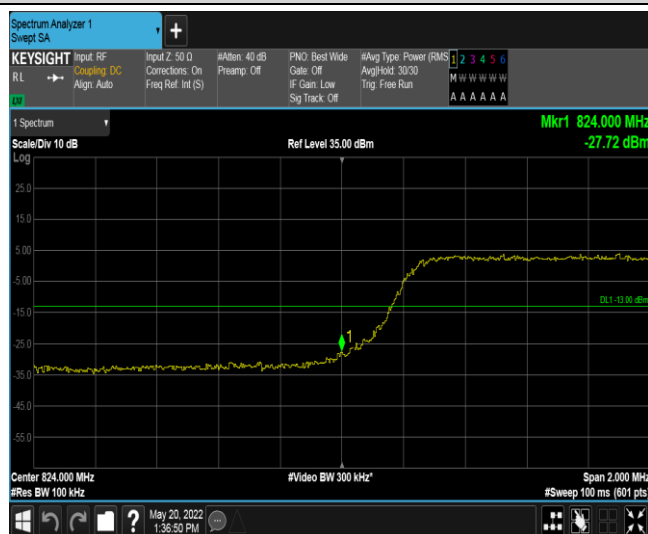 Spectrum Analyzer 1
Swept SA
+
KEYSIGHT
RL
Input: RF
Coupling: DC
Align: Auto
Input Z: 50 Ω
Corrections: On
Freq Ref: Int (S)
#Atten: 40 dB
Preamp: Off
PNO: Best Wide
Gate: Off
IF Gain: Low
Sig Track: Off
#Avg Type: Power (RMS
Avg|Hold: 30/30
Trig: Free Run
1 2 3 4 5 6
M W W W W W
A A A A A A
1 Spectrum
Mkr1 824.000 MHz
-27.72 dBm
Scale/Div 10 dB
Ref Level 35.00 dBm
Log
25.0
15.0
5.00
-5.00
DL1 -13.00 dBm
-15.0
1
-25.0
-35.0
-45.0
-55.0
Center 824.000 MHz
#Video BW 300 kHz*
Span 2.000 MHz
#Res BW 100 kHz
#Sweep 100 ms (601 pts)
?
May 20, 2022
1:36:50 PM